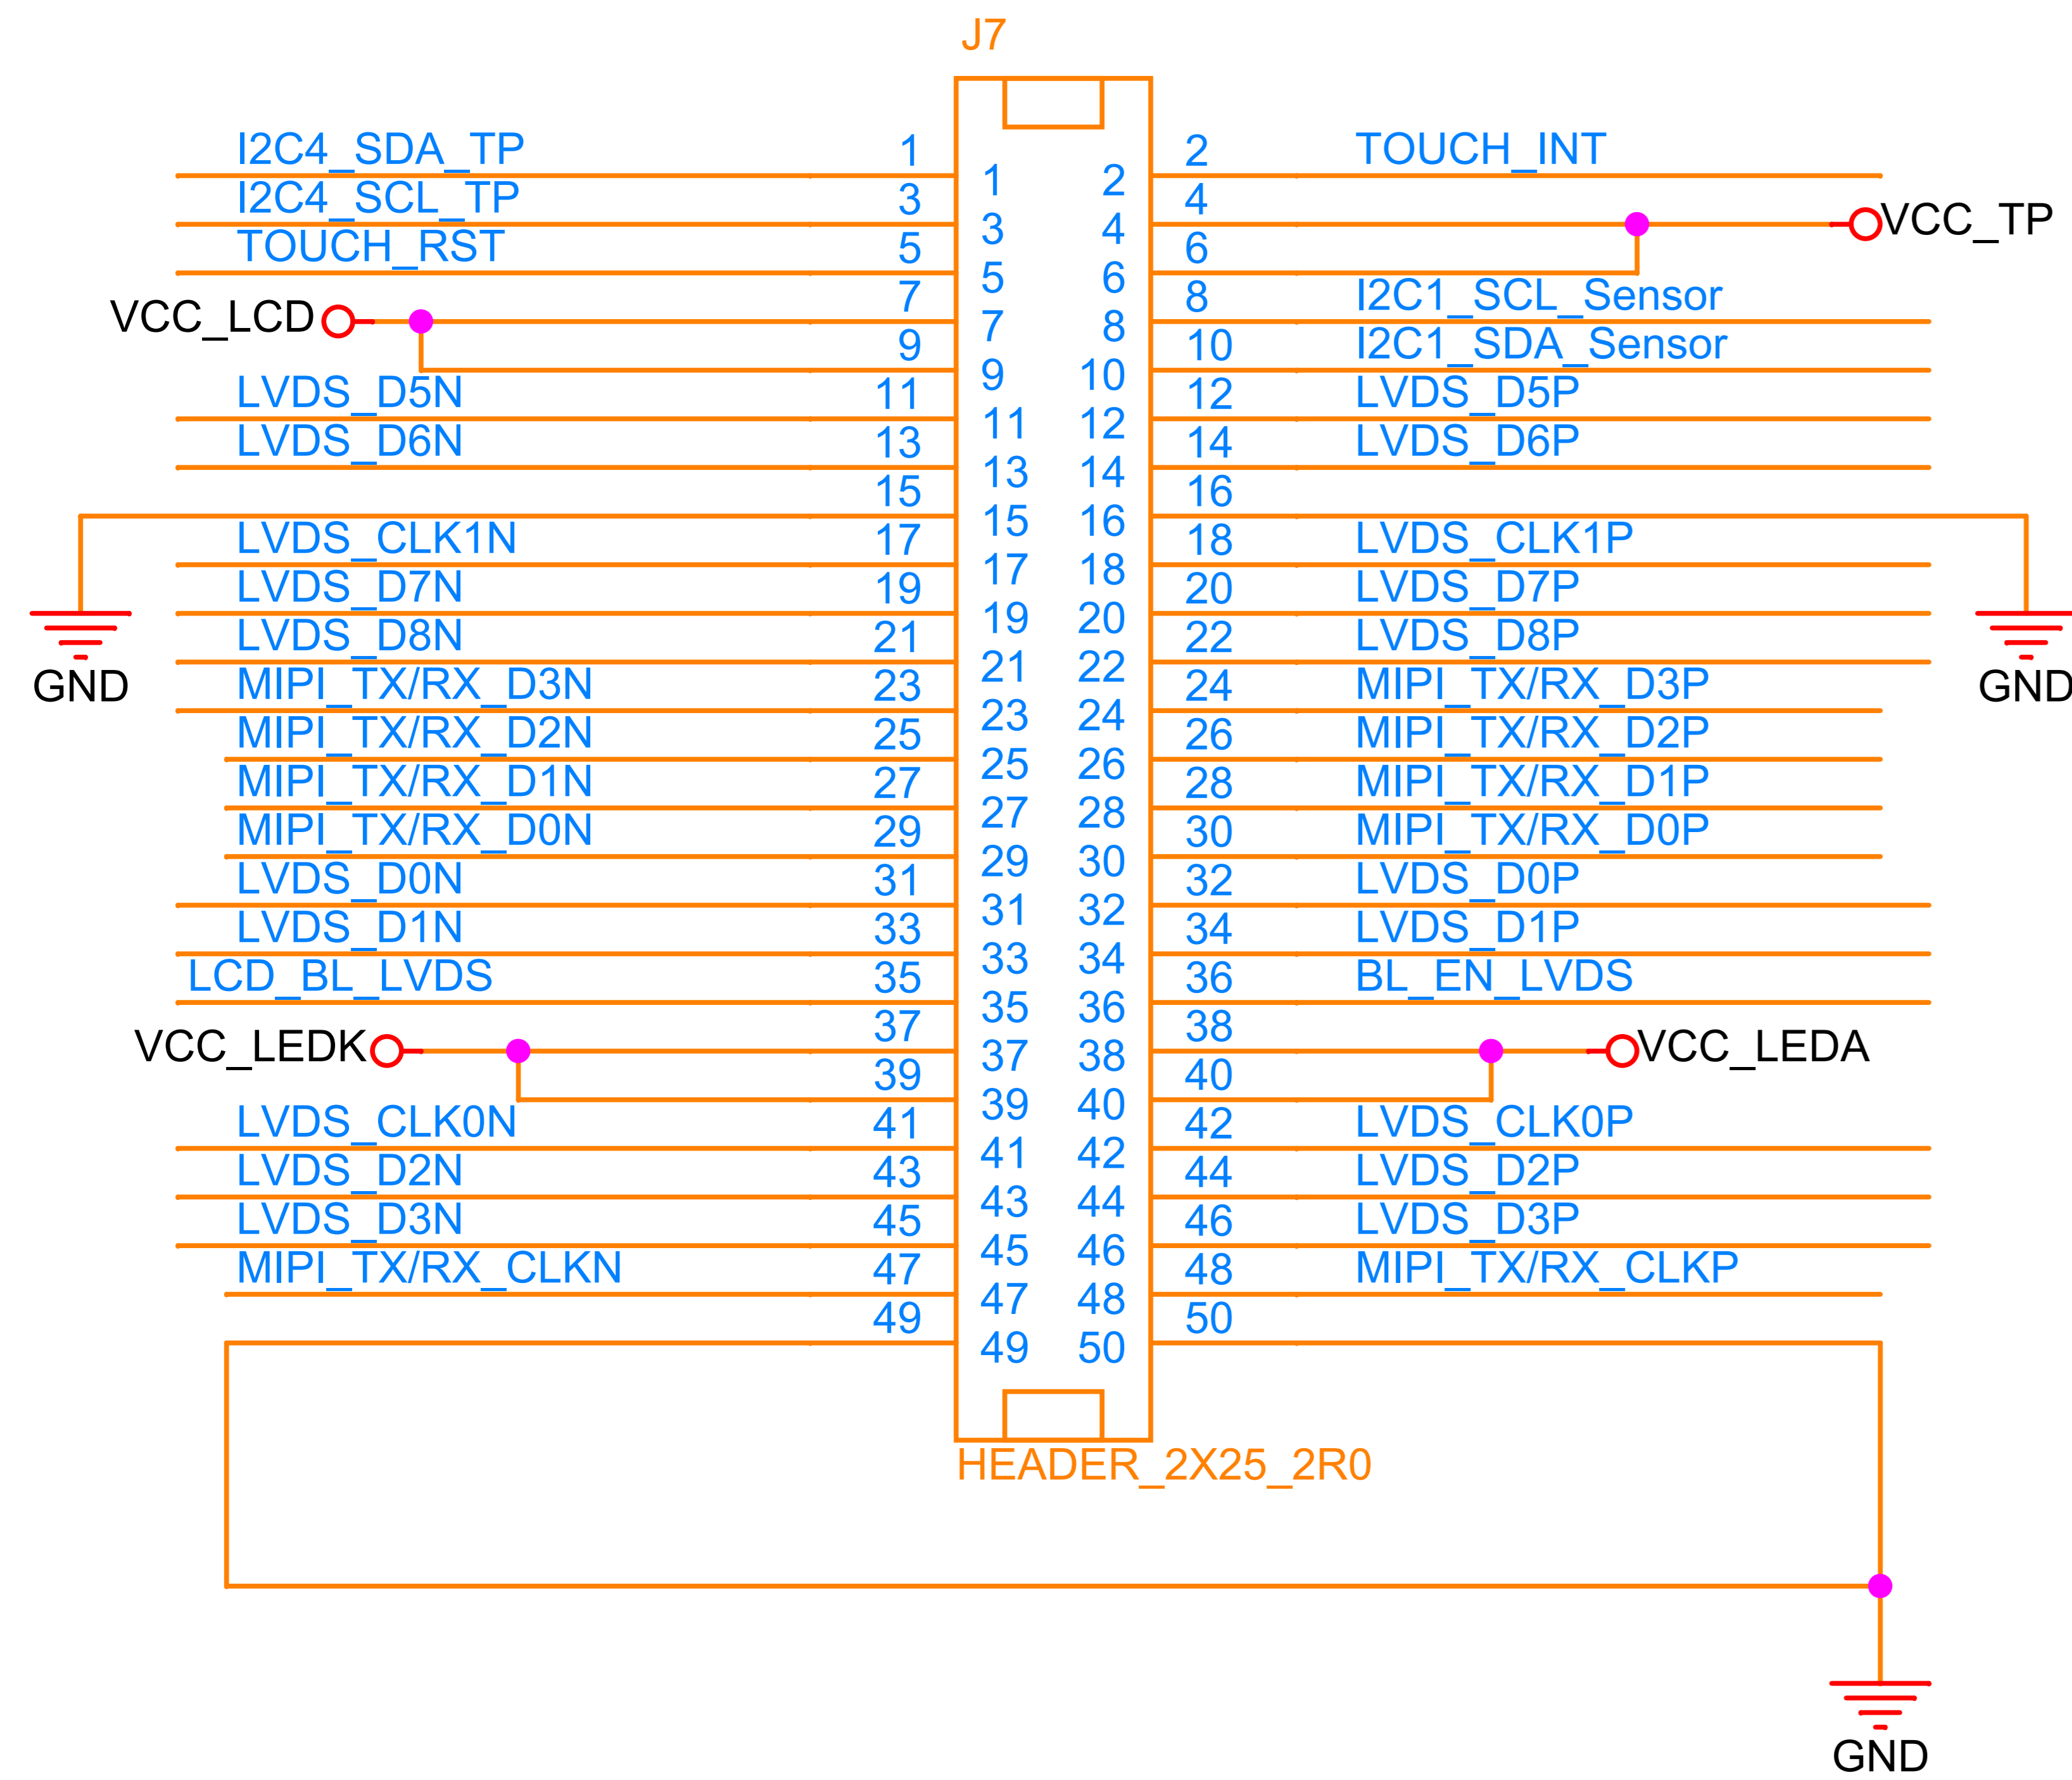 J7
I2C4_SDA_TP 1 1 2 2 TOUCH_INT
I2C4_SCL_TP 3 3 4 4 VCC_TP
TOUCH_RST 5 5 6 6
VCC_LCD 7 7 8 8 I2C1_SCL_Sensor
9 9 10 10 I2C1_SDA_Sensor
LVDS_D5N 11 11 12 12 LVDS_D5P
LVDS_D6N 13 13 14 14 LVDS_D6P
15 15 16 16
LVDS_CLK1N 17 17 18 18 LVDS_CLK1P
LVDS_D7N 19 19 20 20 LVDS_D7P
LVDS_D8N 21 21 22 22 LVDS_D8P
GND MIPI_TX/RX_D3N 23 23 24 24 MIPI_TX/RX_D3P GND
MIPI_TX/RX_D2N 25 25 26 26 MIPI_TX/RX_D2P
MIPI_TX/RX_D1N 27 27 28 28 MIPI_TX/RX_D1P
MIPI_TX/RX_D0N 29 29 30 30 MIPI_TX/RX_D0P
LVDS_D0N 31 31 32 32 LVDS_D0P
LVDS_D1N 33 33 34 34 LVDS_D1P
LCD_BL_LVDS 35 35 36 36 BL_EN_LVDS
VCC_LEDK 37 37 38 38 VCC_LEDA
39 39 40 40
LVDS_CLK0N 41 41 42 42 LVDS_CLK0P
LVDS_D2N 43 43 44 44 LVDS_D2P
LVDS_D3N 45 45 46 46 LVDS_D3P
MIPI_TX/RX_CLKN 47 47 48 48 MIPI_TX/RX_CLKP
49 49 50 50
HEADER_2X25_2R0
GND